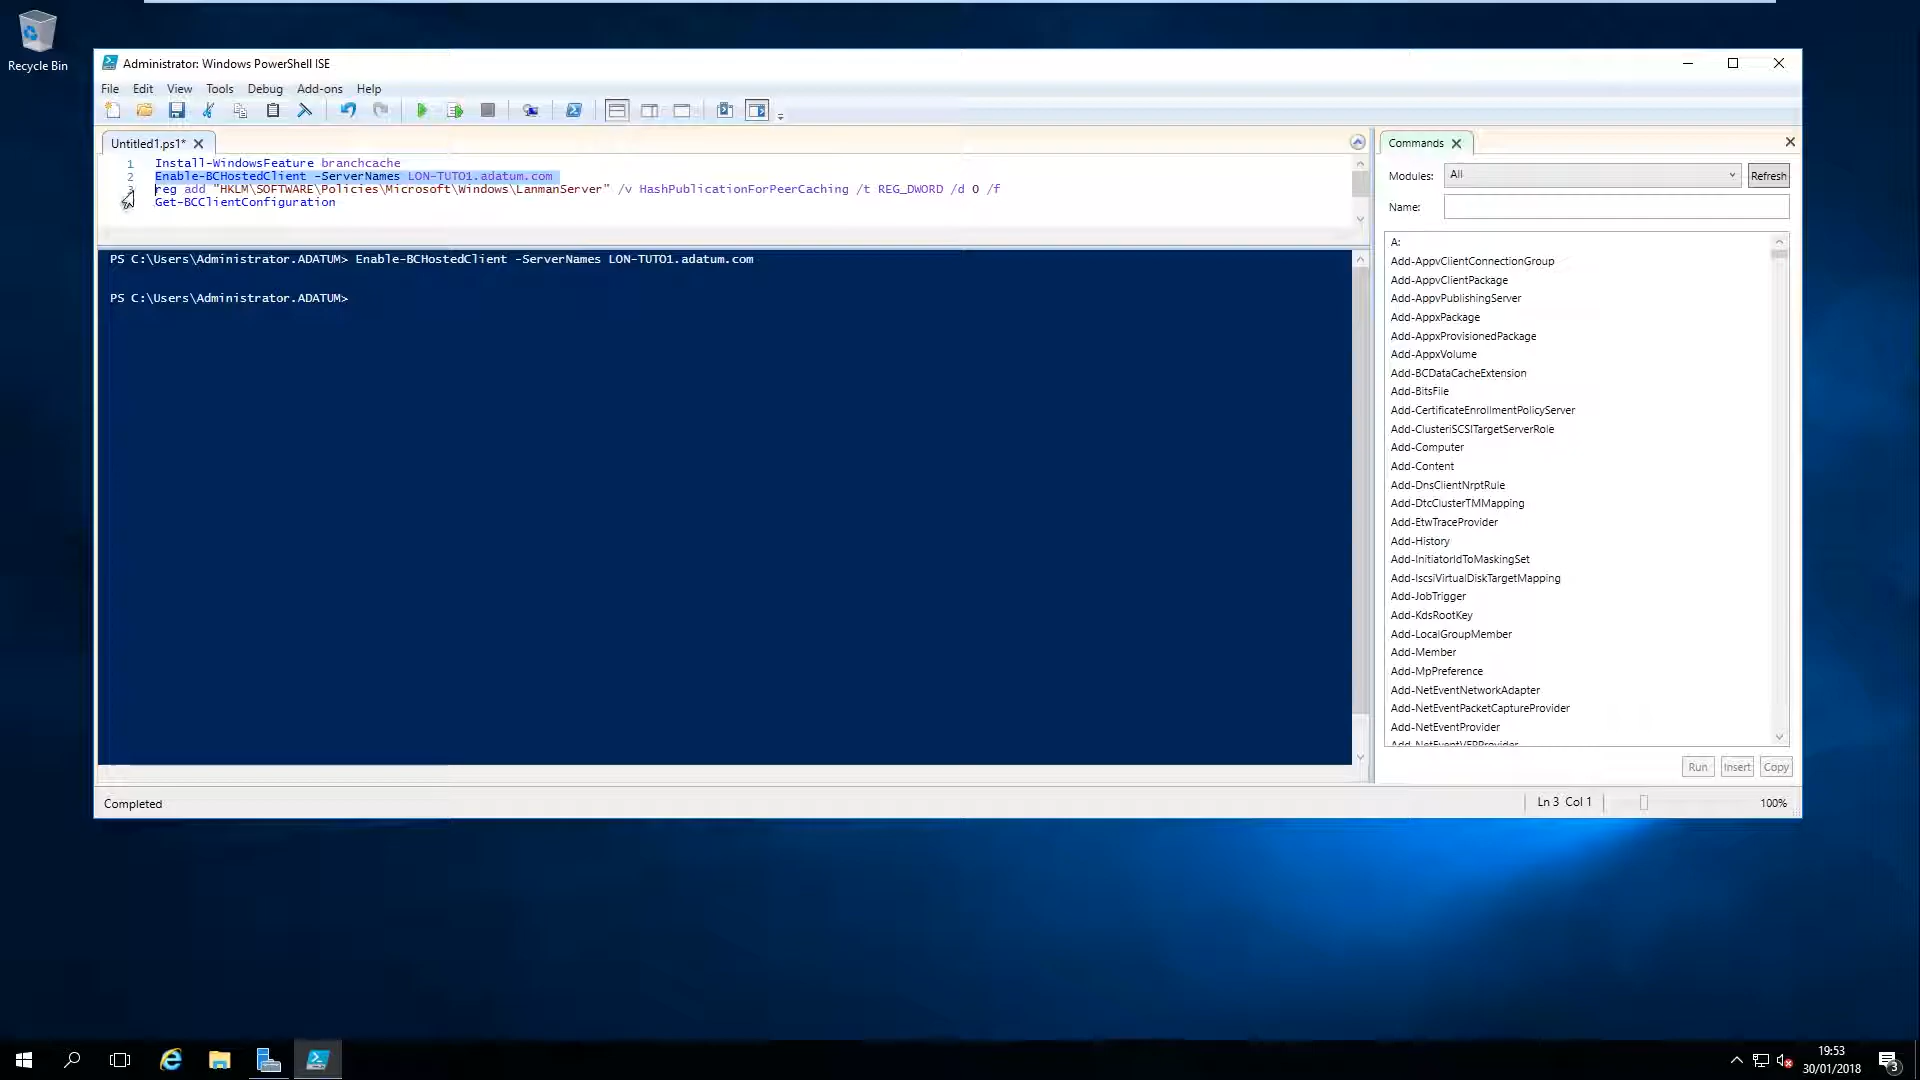 Recycle Bin
Administrator: Windows PowerShell ISE
File Edit View Tools Debug Add-ons Help
Untitled1.ps1* X
1 Install-WindowsFeature branchcache
2 Enable-BCHostedClient -ServerNames LON-TUTO1.adatum.com
3 reg add "HKLM\SOFTWARE\Policies\Microsoft\Windows\LanmanServer" /v HashPublicationForPeerCaching /t REG_DWORD /d 0 /f
Get-BCClientConfiguration
PS C:\Users\Administrator.ADATUM> Enable-BCHostedClient -ServerNames LON-TUTO1.adatum.com
PS C:\Users\Administrator.ADATUM>
Completed
Ln 3 Col 1
100%
Commands X
Modules: All Refresh
Name:
A:
Add-AppvClientConnectionGroup
Add-AppvClientPackage
Add-AppvPublishingServer
Add-AppxPackage
Add-AppxProvisionedPackage
Add-AppxVolume
Add-BCDataCacheExtension
Add-BitsFile
Add-CertificateEnrollmentPolicyServer
Add-ClusteriSCSITargetServerRole
Add-Computer
Add-Content
Add-DnsClientNrptRule
Add-DtcClusterTMMapping
Add-EtwTraceProvider
Add-History
Add-InitiatorIdToMaskingSet
Add-IscsiVirtualDiskTargetMapping
Add-JobTrigger
Add-KdsRootKey
Add-LocalGroupMember
Add-Member
Add-MpPreference
Add-NetEventNetworkAdapter
Add-NetEventPacketCaptureProvider
Add-NetEventProvider
Add-NetEventVFPProvider
Run Insert Copy
19:53
30/01/2018
3